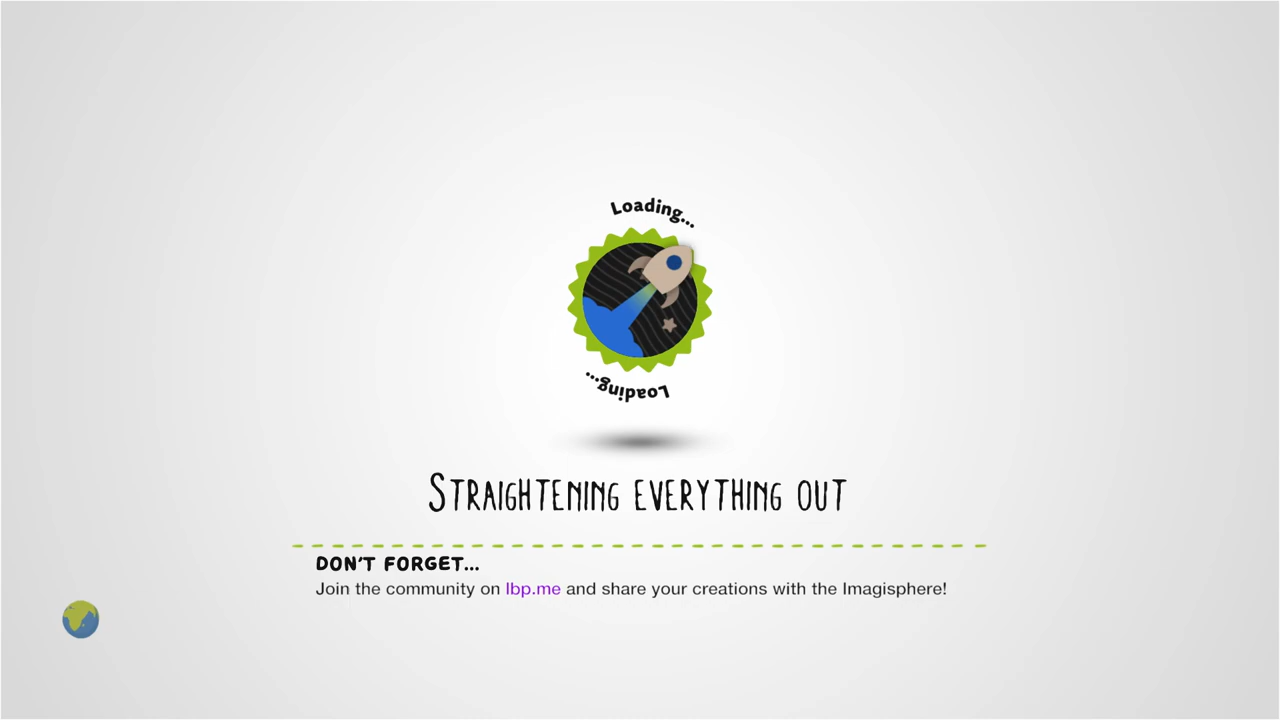 Loading...
Loading...
Straightening everything out
DON'T FORGET...
Join the community on lbp.me and share your creations with the Imagisphere!